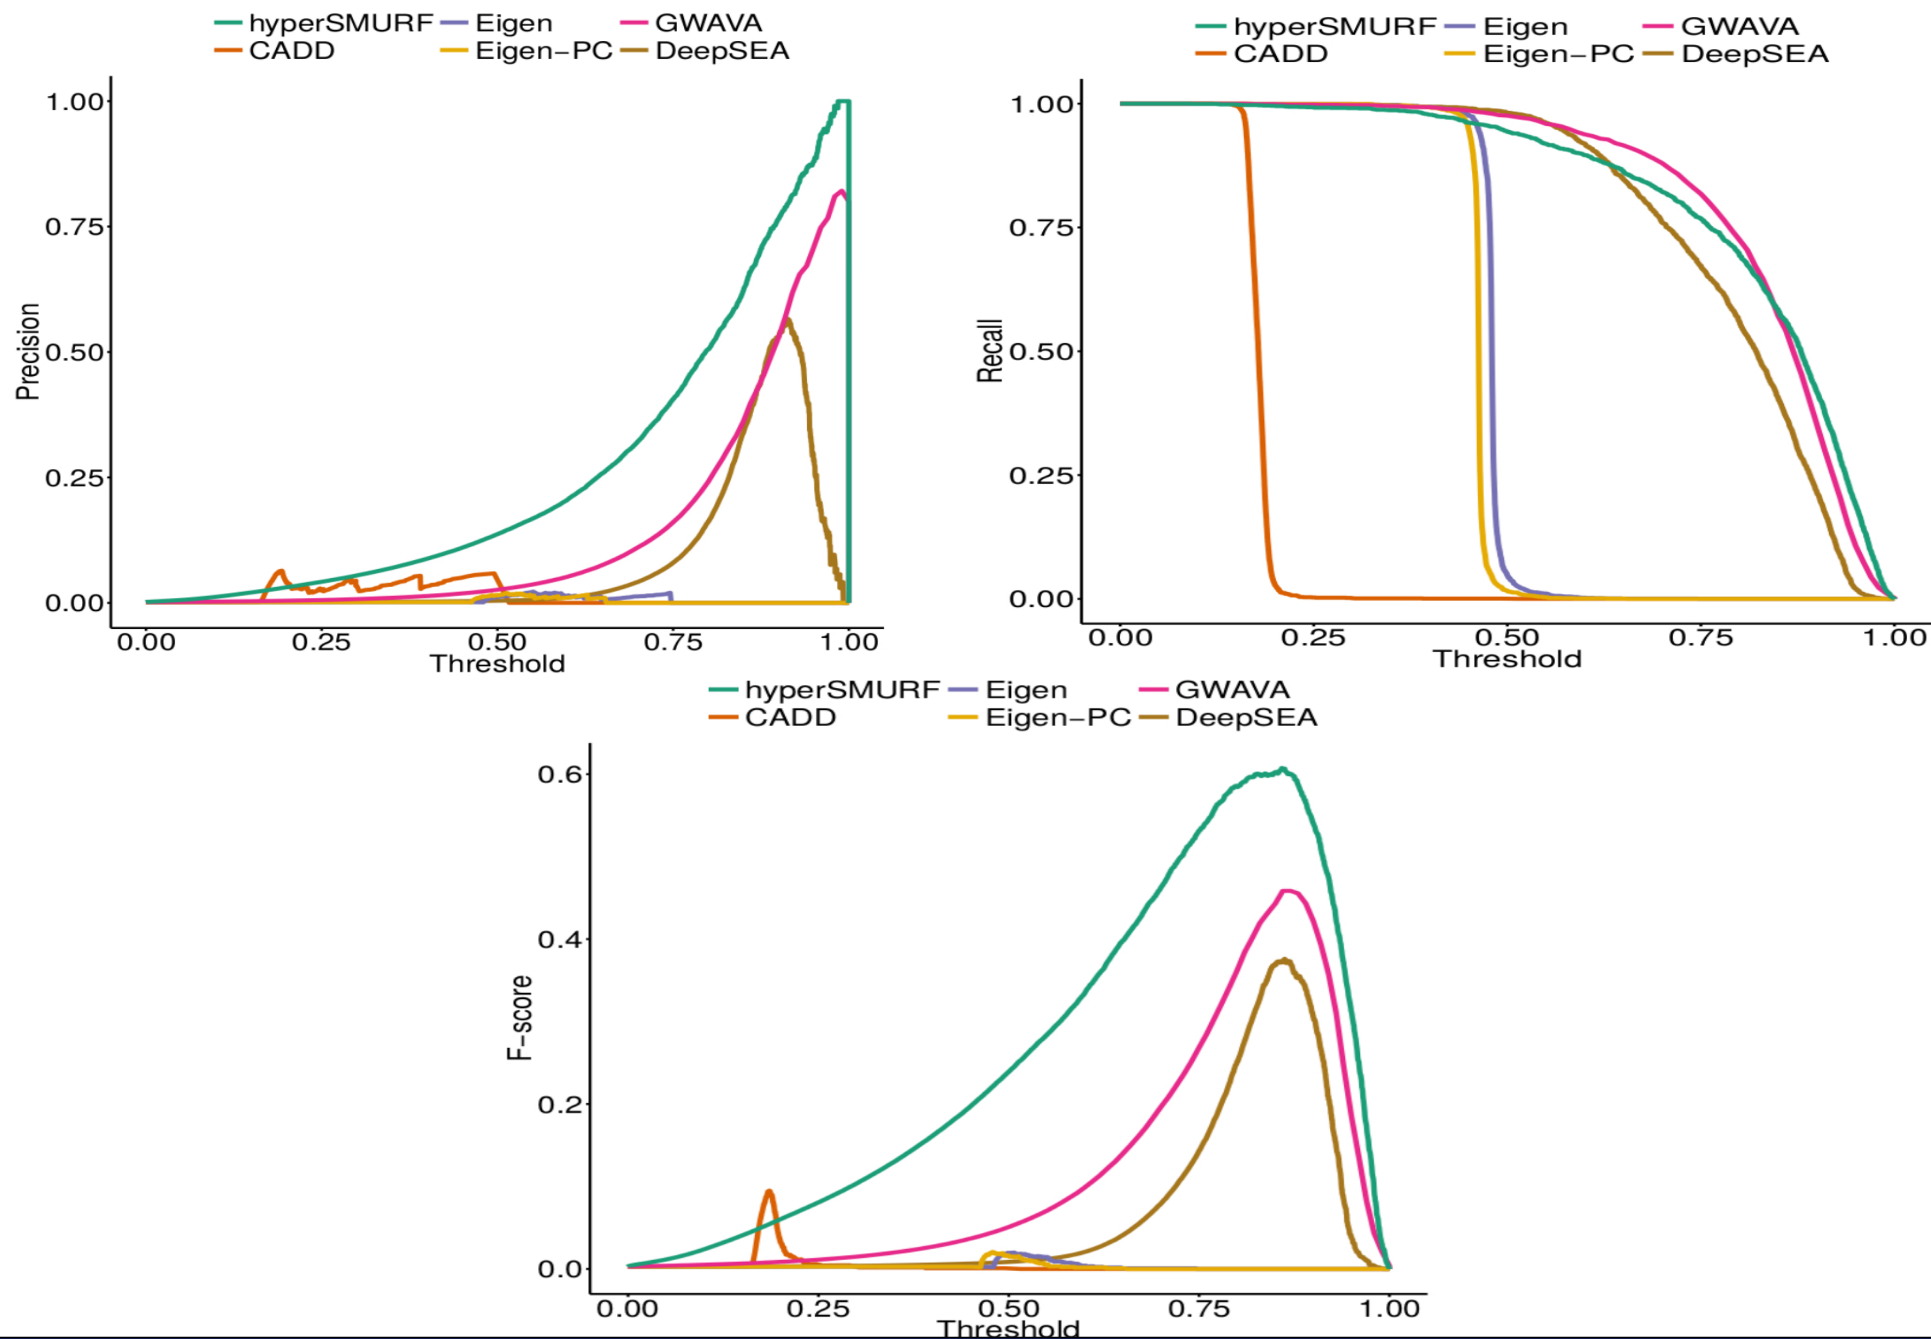 hyperSMURF Eigen GWAVA
CADD Eigen−PC DeepSEA
1.00
0.75
0.50
0.25
0.00
Precision
0.00 0.25 0.50 0.75 1.00
Threshold
hyperSMURF Eigen GWAVA
CADD Eigen−PC DeepSEA
1.00
0.75
0.50
0.25
0.00
Recall
0.00 0.25 0.50 0.75 1.00
Threshold
hyperSMURF Eigen GWAVA
CADD Eigen−PC DeepSEA
0.6
0.4
0.2
0.0
F−score
0.00 0.25 0.50 0.75 1.00
Threshold